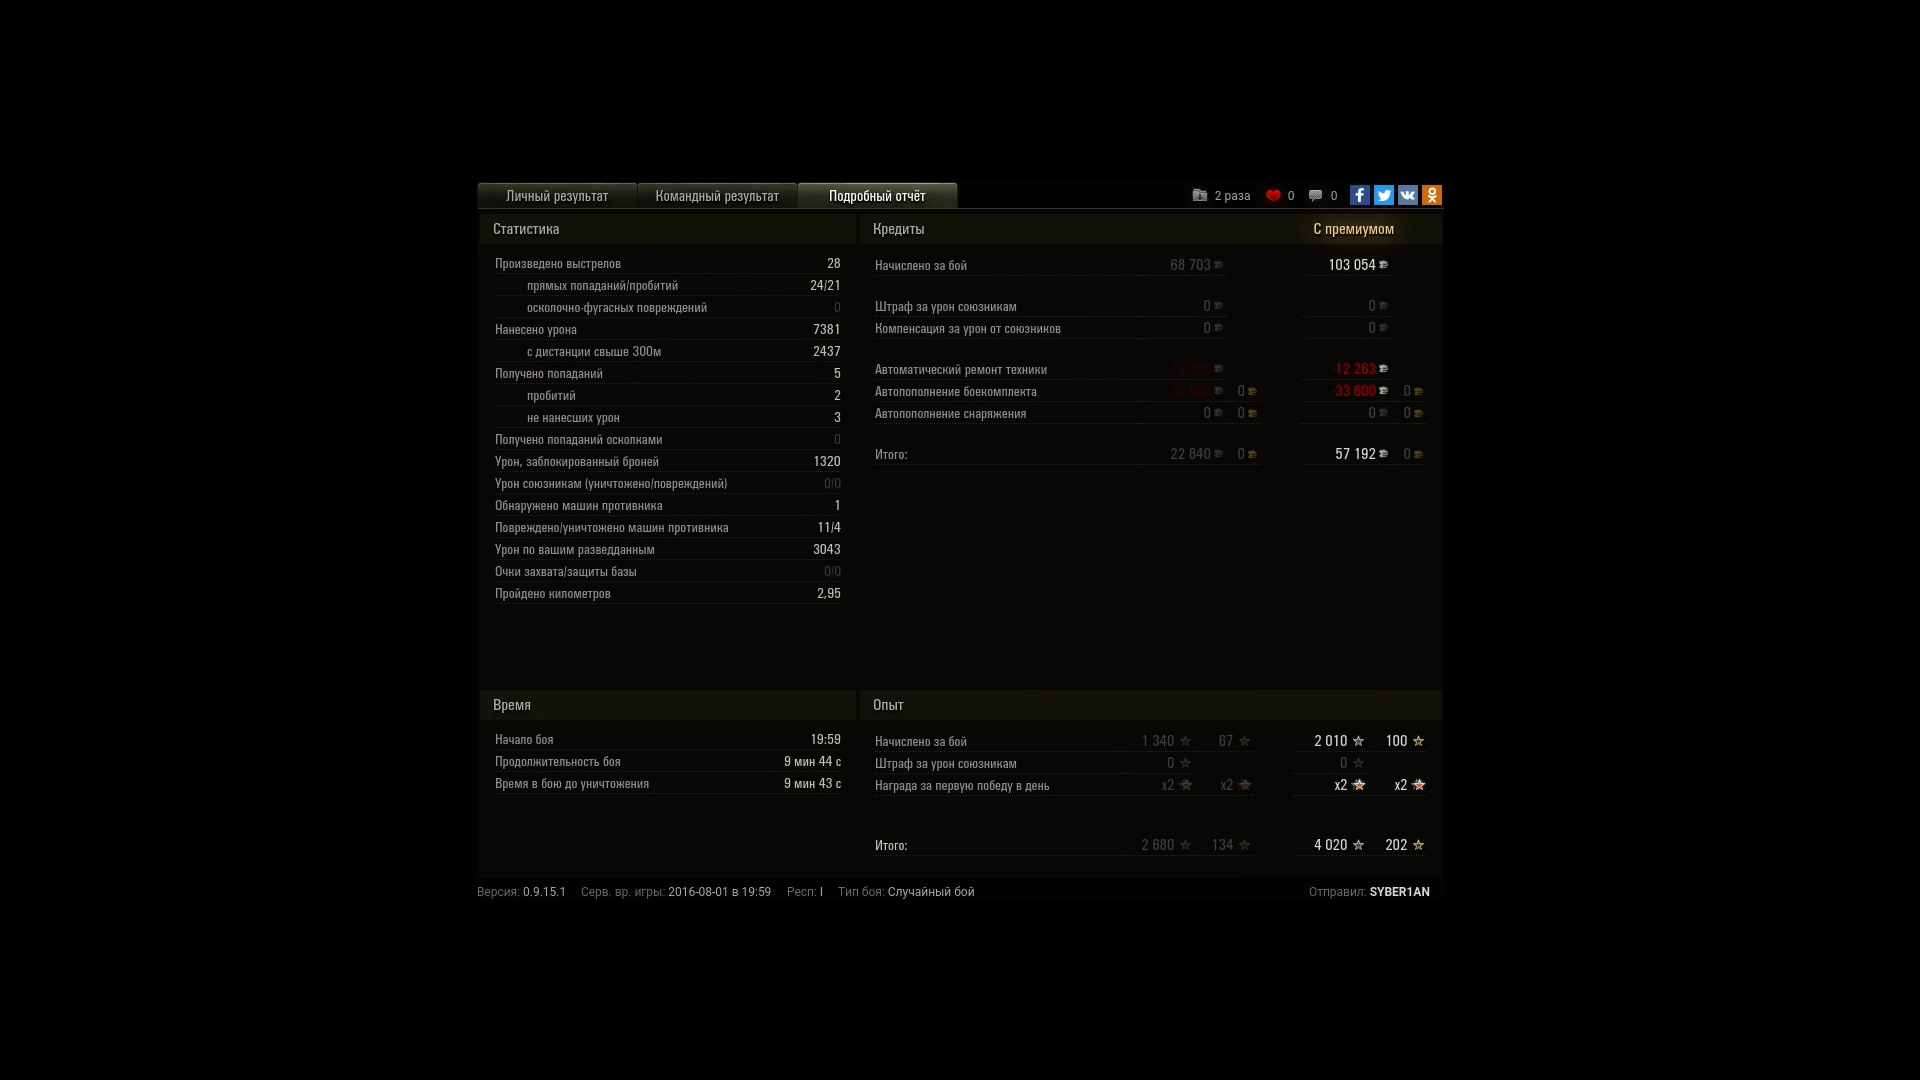 Личный результат Командный результат Подробный отчёт 2 раза 0 0
Статистика
Произведено выстрелов 28
прямых попаданий/пробитий 24/21
осколочно-фугасных повреждений 0
Нанесено урона 7381
с дистанции свыше 300м 2437
Получено попаданий 5
пробитий 2
не нанесших урон 3
Получено попаданий осколками 0
Урон, заблокированный броней 1320
Урон союзникам (уничтожено/повреждений) 0/0
Обнаружено машин противника 1
Повреждено/уничтожено машин противника 11/4
Урон по вашим разведданным 3043
Очки захвата/защиты базы 0/0
Пройдено километров 2,95
Кредиты С премиумом
Начислено за бой 68 703 103 054
Штраф за урон союзникам 0 0
Компенсация за урон от союзников 0 0
Автоматический ремонт техники -12 263
Автопополнение боекомплекта 0 -33 600 0
Автопополнение снаряжения 0 0 0 0
Итого: 22 840 0 57 192 0
Время
Начало боя 19:59
Продолжительность боя 9 мин 44 с
Время в бою до уничтожения 9 мин 43 с
Опыт
Начислено за бой 1 340 67 2 010 100
Штраф за урон союзникам 0 0
Награда за первую победу в день x2 x2 x2 x2
Итого: 2 680 134 4 020 202
Версия: 0.9.15.1 Серв. вр. игры: 2016-08-01 в 19:59 Респ: I Тип боя: Случайный бой Отправил: SYBER1AN